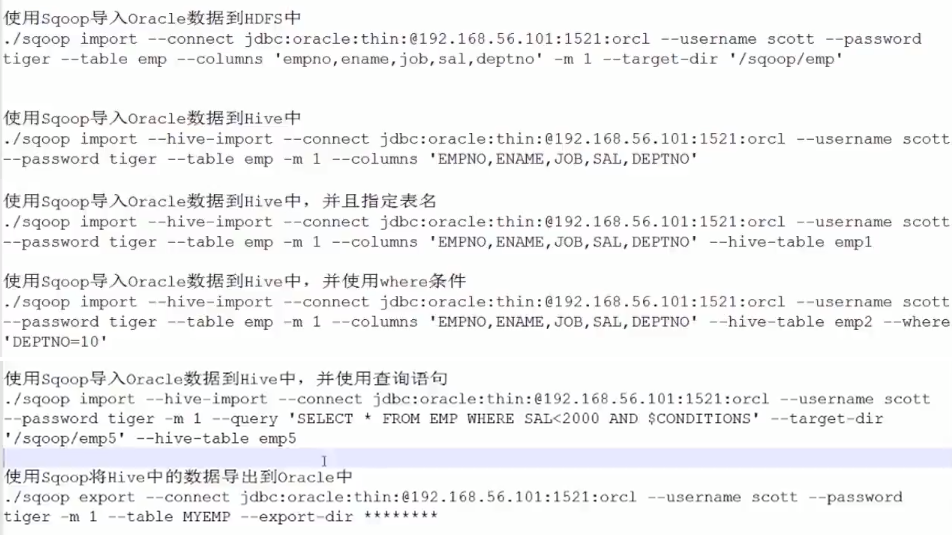 使用Sqoop导入Oracle数据到HDFS中
./sqoop import --connect jdbc:oracle:thin:@192.168.56.101:1521:orcl --username scott --password
tiger --table emp --columns 'empno,ename,job,sal,deptno' -m 1 --target-dir '/sqoop/emp'
使用Sqoop导入Oracle数据到Hive中
./sqoop import --hive-import --connect jdbc:oracle:thin:@192.168.56.101:1521:orcl --username scott
--password tiger --table emp -m 1 --columns 'EMPNO,ENAME,JOB,SAL,DEPTNO'
使用Sqoop导入Oracle数据到Hive中，并且指定表名
./sqoop import --hive-import --connect jdbc:oracle:thin:@192.168.56.101:1521:orcl --username scott
--password tiger --table emp -m 1 --columns 'EMPNO,ENAME,JOB,SAL,DEPTNO' --hive-table emp1
使用Sqoop导入Oracle数据到Hive中，并使用where条件
./sqoop import --hive-import --connect jdbc:oracle:thin:@192.168.56.101:1521:orcl --username scott
--password tiger --table emp -m 1 --columns 'EMPNO,ENAME,JOB,SAL,DEPTNO' --hive-table emp2 --where
'DEPTNO=10'
使用Sqoop导入Oracle数据到Hive中，并使用查询语句
./sqoop import --hive-import --connect jdbc:oracle:thin:@192.168.56.101:1521:orcl --username scott
--password tiger -m 1 --query 'SELECT * FROM EMP WHERE SAL<2000 AND $CONDITIONS' --target-dir
'/sqoop/emp5' --hive-table emp5
使用Sqoop将Hive中的数据导出到Oracle中
./sqoop export --connect jdbc:oracle:thin:@192.168.56.101:1521:orcl --username scott --password
tiger -m 1 --table MYEMP --export-dir ********